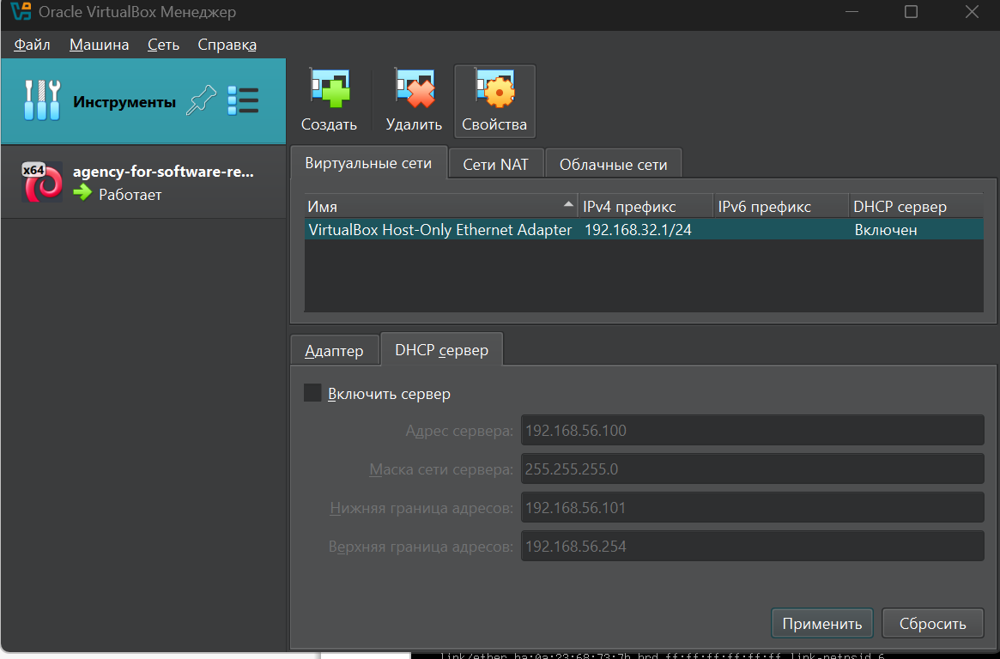 Oracle VirtualBox Менеджер
Файл Машина Сеть Справка
Инструменты
Создать Удалить Свойства
x64
agency-for-software-re...
Работает
Виртуальные сети Сети NAT Облачные сети
Имя IPv4 префикс IPv6 префикс DHCP сервер
VirtualBox Host-Only Ethernet Adapter 192.168.32.1/24 Включен
Адаптер DHCP сервер
Включить сервер
Адрес сервера: 192.168.56.100
Маска сети сервера: 255.255.255.0
Нижняя граница адресов: 192.168.56.101
Верхняя граница адресов: 192.168.56.254
Применить Сбросить
link/ether ba:0a:23:68:73:7b brd ff:ff:ff:ff:ff:ff link-netnsid 6